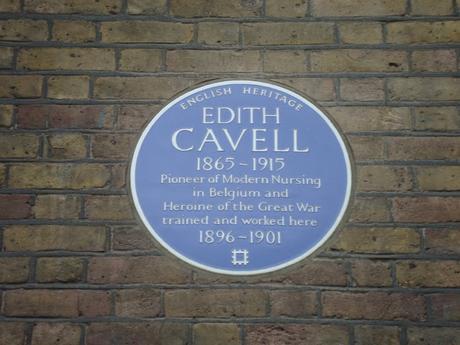 ENGLISH HERITAGE
EDITH
CAVELL
1865-1915
Pioneer of Modern Nursing
in Belgium and
Heroine of the Great War
trained and worked here
1896-1901